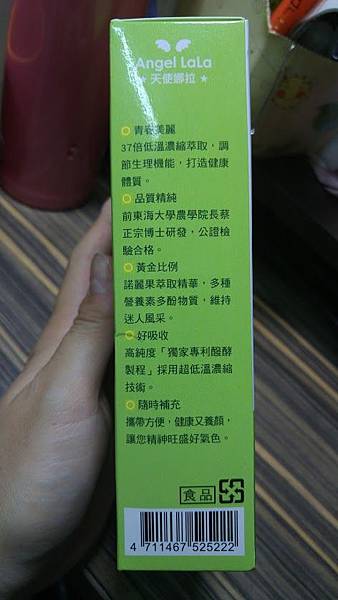 Angel LaLa
★ 天使娜拉 ★
青春美麗
37倍低溫濃縮萃取，調
節生理機能，打造健康
體質。
品質精純
前東海大學農學院長蔡
正宗博士研發，公證檢
驗合格。
黃金比例
諾麗果萃取精華，多種
營養素多酚物質，維持
迷人風采。
好吸收
高純度「獨家專利醱酵
製程」採用超低溫濃縮
技術。
隨時補充
攜帶方便，健康又養顏，
讓您精神旺盛好氣色。
食品
4 711467 525222